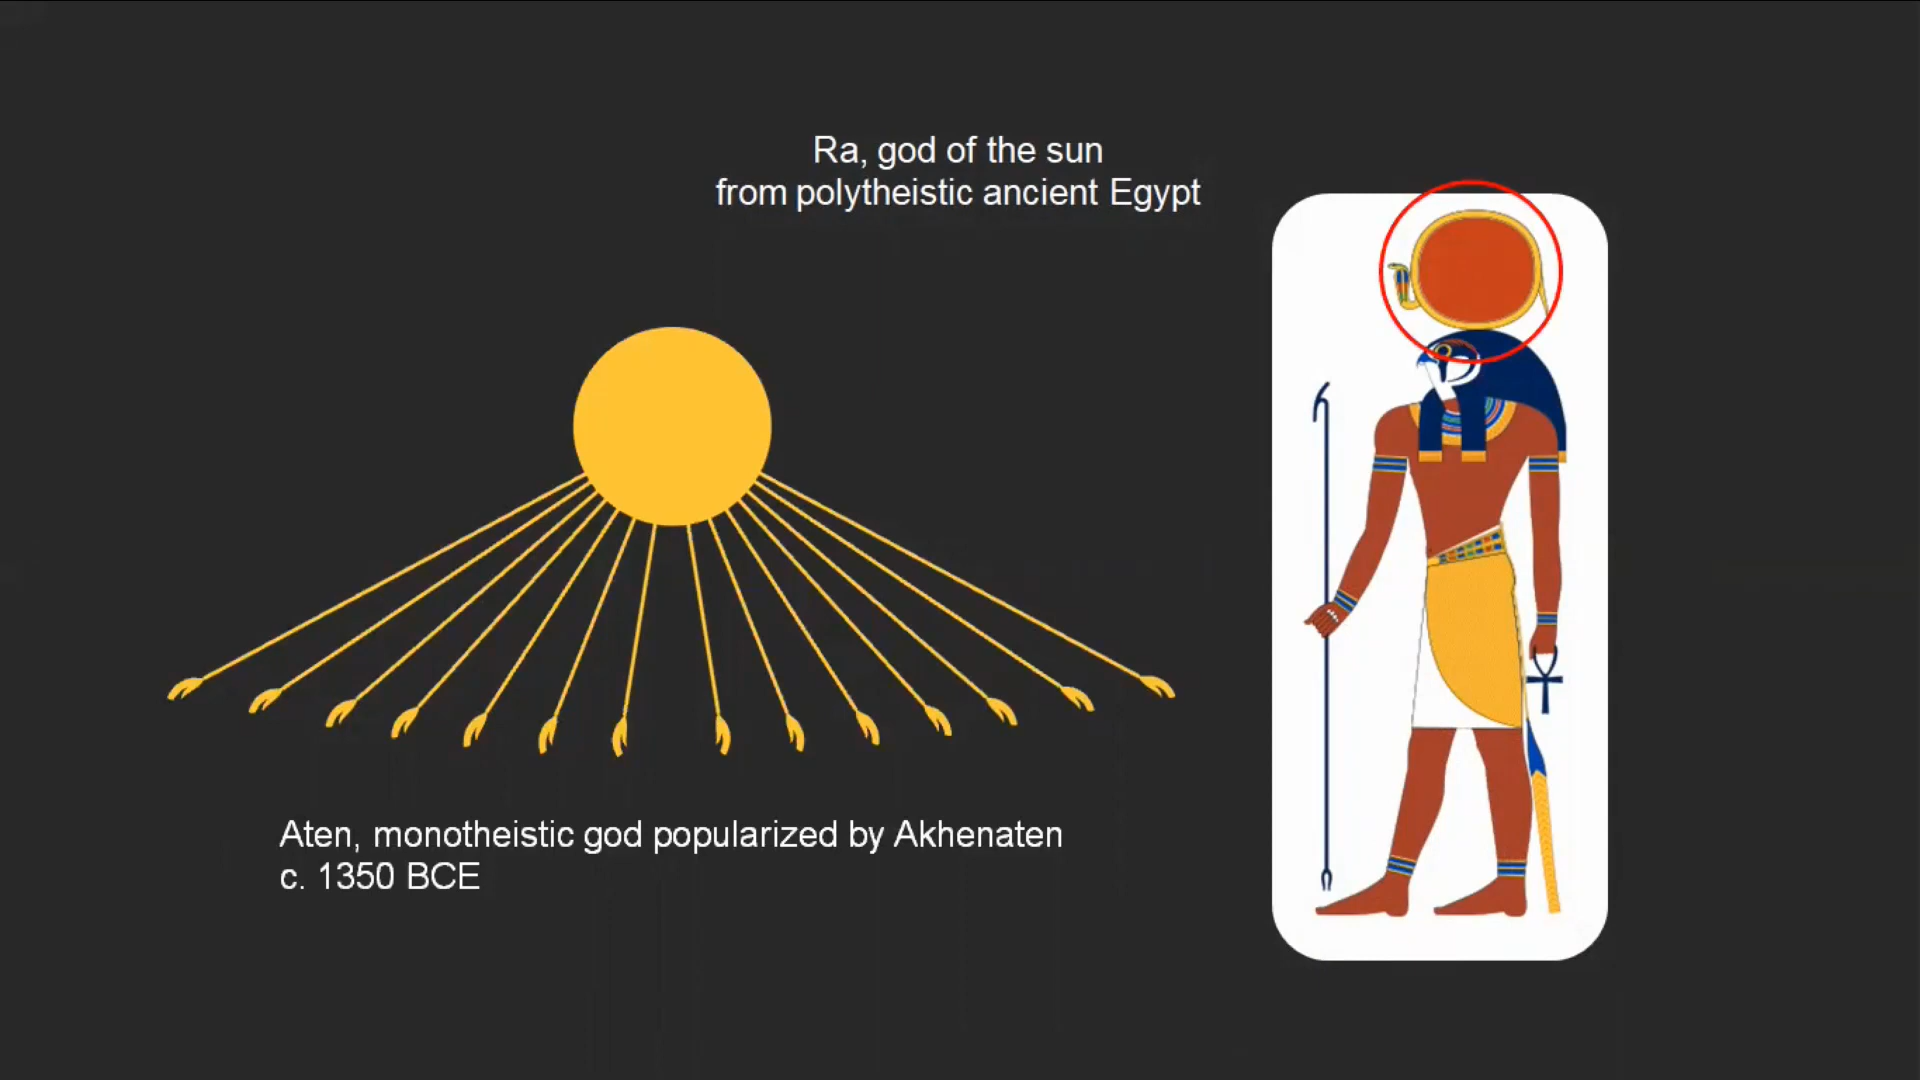 Ra, god of the sun
from polytheistic ancient Egypt
Aten, monotheistic god popularized by Akhenaten
c. 1350 BCE